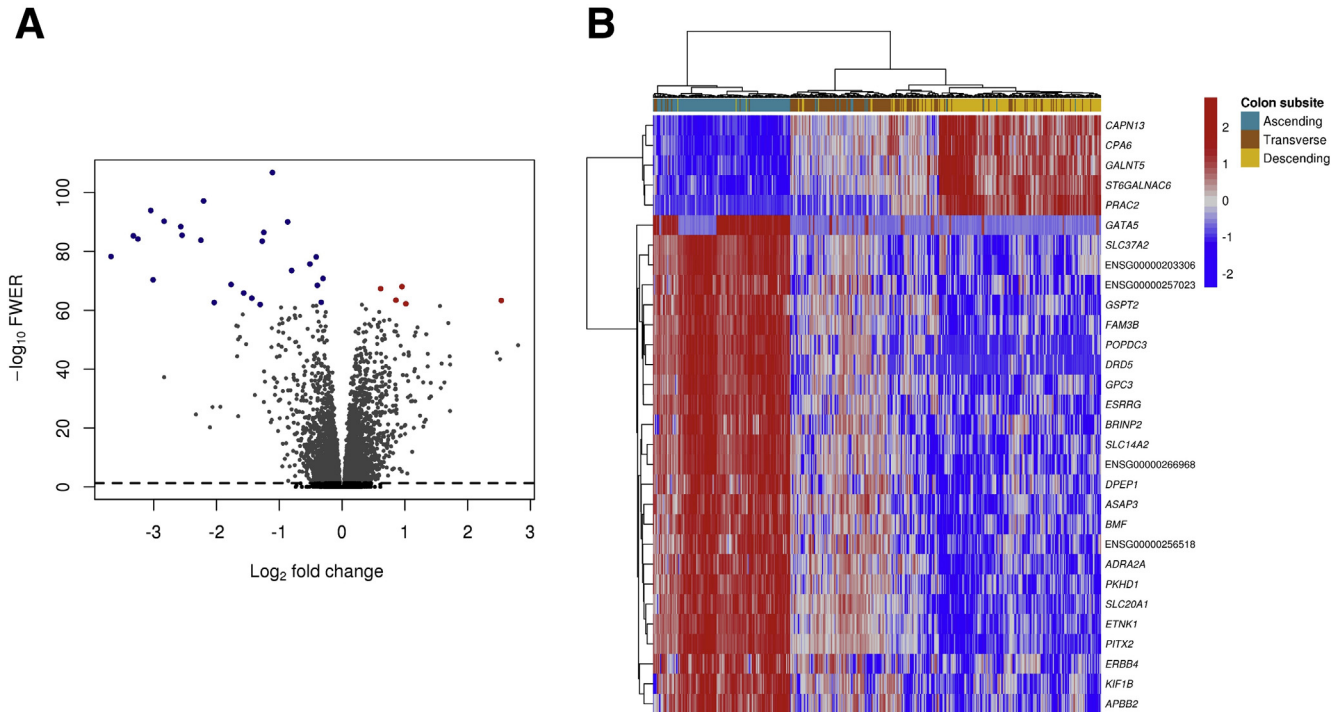 A
−log10 FWER
100
80
60
40
20
0
-3
-2
-1
0
1
2
3
Log2 fold change
B
2
1
0
-1
-2
Colon subsite
Ascending
Transverse
Descending
CAPN13
CPA6
GALNT5
ST6GALNAC6
PRAC2
GATA5
SLC37A2
ENSG00000203306
ENSG00000257023
GSPT2
FAM3B
POPDC3
DRD5
GPC3
ESRRG
BRINP2
SLC14A2
ENSG00000266968
DPEP1
ASAP3
BMF
ENSG00000256518
ADRA2A
PKHD1
SLC20A1
ETNK1
PITX2
ERBB4
KIF1B
APBB2